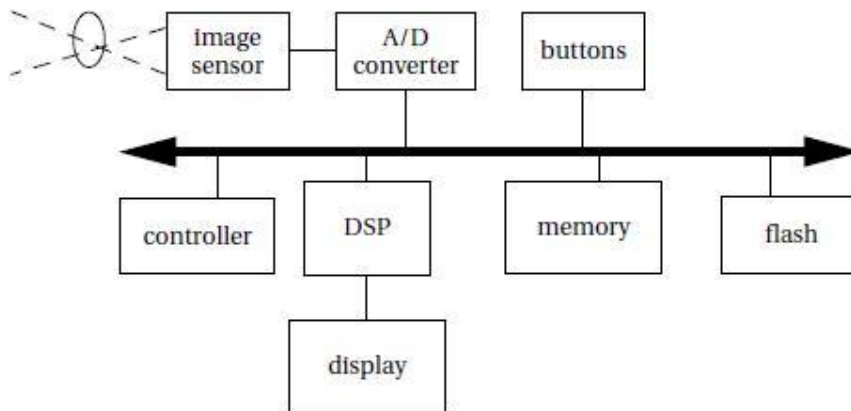 image
sensor
A/D
converter
buttons
controller
DSP
memory
flash
display